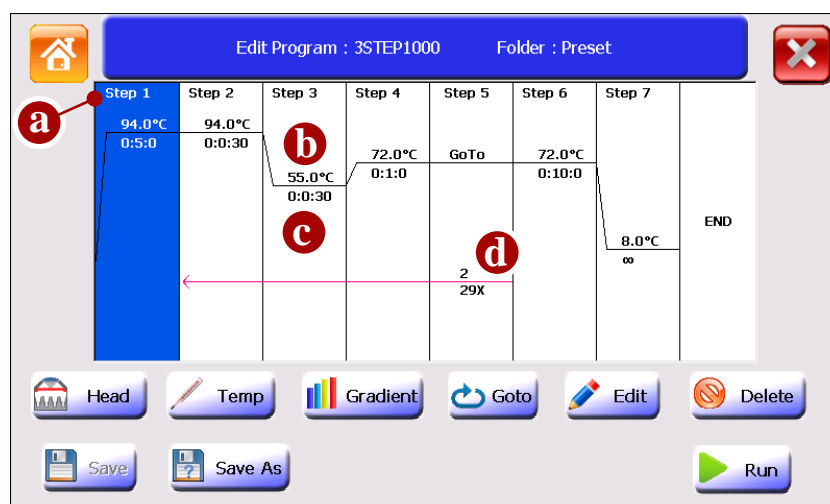 Edit Program : 3STEP1000 Folder : Preset
Step 1 Step 2 Step 3 Step 4 Step 5 Step 6 Step 7
a
94.0°C 94.0°C
0:5:0 0:0:30
b
72.0°C GoTo 72.0°C
55.0°C 0:1:0 0:10:0
0:0:30
END
c
d
8.0°C
∞
2
29X
Head Temp Gradient Goto Edit Delete
Save ? Save As Run